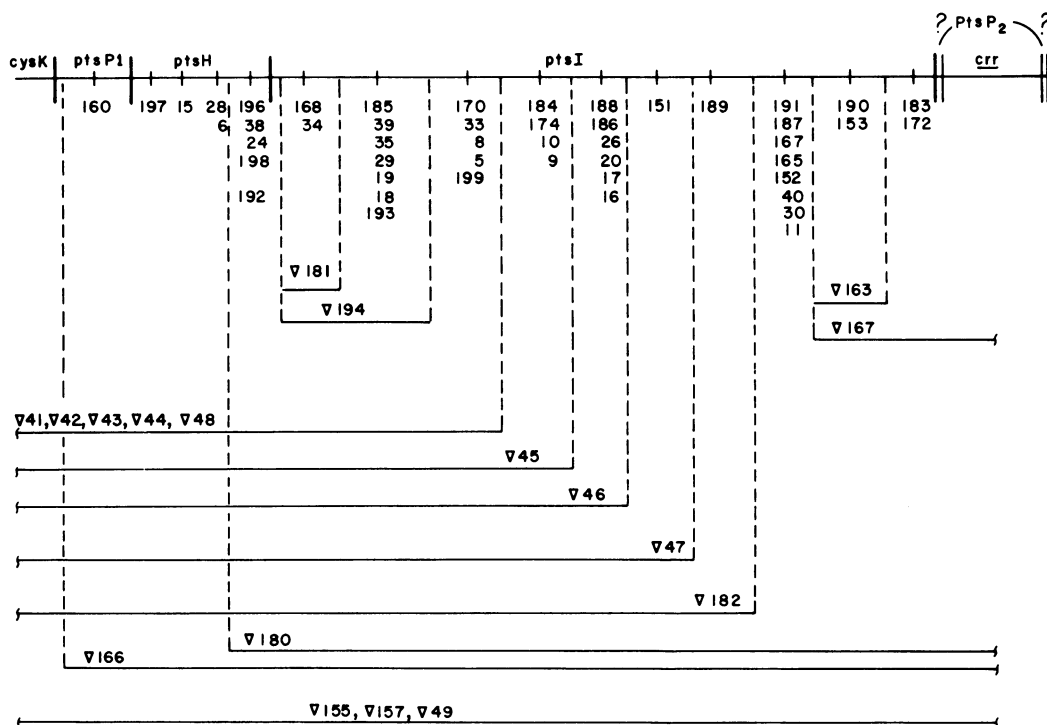 ? PtsP₂ ?
cysK ptsP1 ptsH ptsI crr
160 197 15 28 196 168 185 170 184 188 151 189 191 190 183
6 38 34 39 33 174 186 187 153 172
24 35 8 10 26 167
198 29 5 9 20 165
19 199 17 152
192 18 16 40
193 30
11
∇181 ∇163
∇194
∇167
∇41,∇42,∇43,∇44,∇48
∇45
∇46
∇47
∇182
∇180
∇166
∇155,∇157,∇49